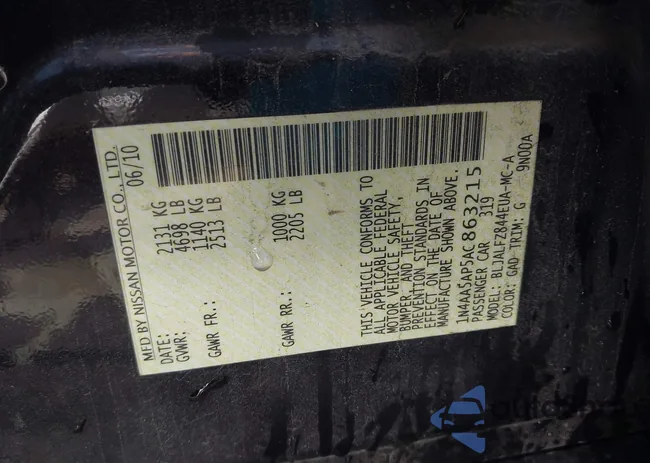 MFD BY NISSAN MOTOR CO., LTD.
DATE: 06/10
GVWR: 2131 KG
4698 LB
GAWR FR.: 1140 KG
2513 LB
GAWR RR.: 1000 KG
2205 LB
THIS VEHICLE CONFORMS TO
ALL APPLICABLE FEDERAL
MOTOR VEHICLE SAFETY,
BUMPER, AND THEFT
PREVENTION STANDARDS IN
EFFECT ON THE DATE OF
MANUFACTURE SHOWN ABOVE.
1N4AA5AP5AC863215
PASSENGER CAR 319
MODEL: BLJALFZ844EUA-MC-A
COLOR: GAD TRIM: G 9N00A